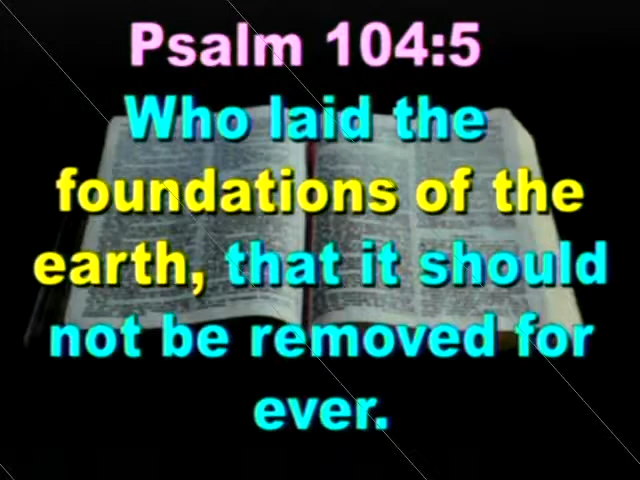 Psalm 104:5
Who laid the
foundations of the
earth, that it should
not be removed for
ever.